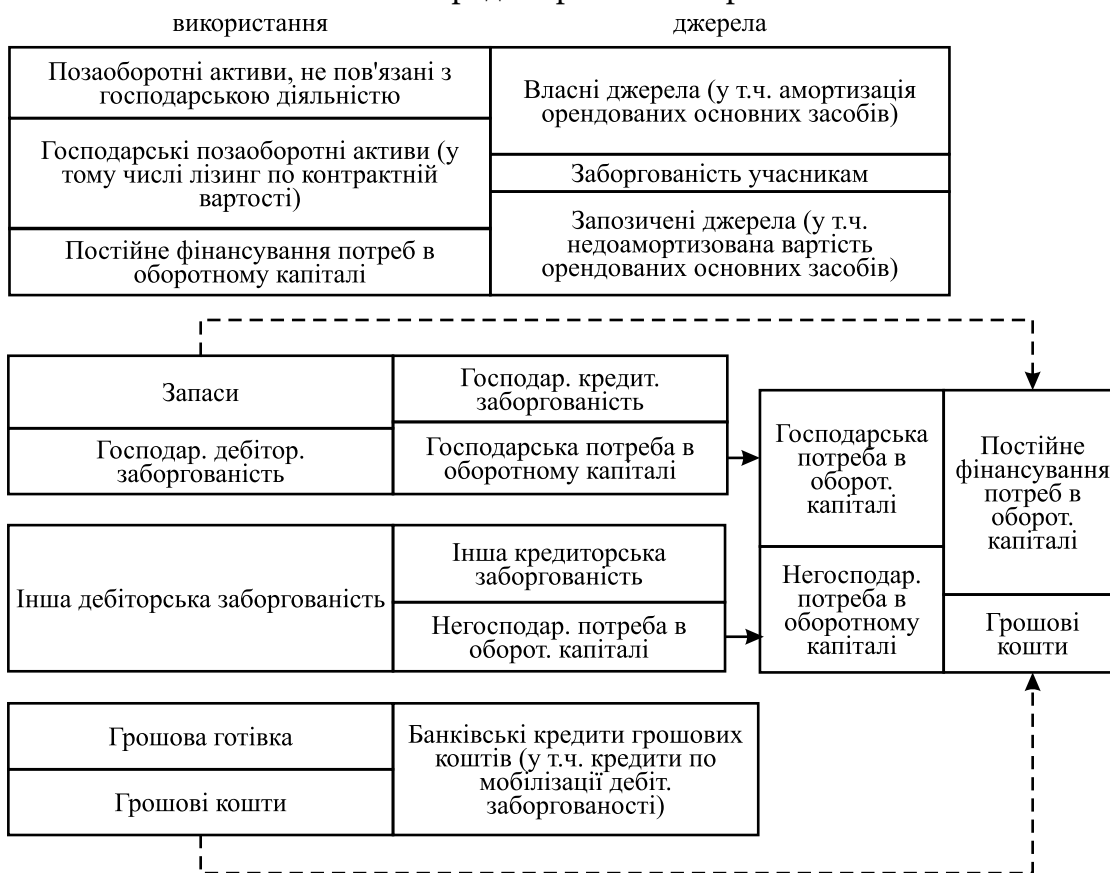 використання
джерела
Позаоборотні активи, не пов'язані з
господарською діяльністю
Господарські позаоборотні активи (у
тому числі лізинг по контрактній
вартості)
Постійне фінансування потреб в
оборотному капіталі
Власні джерела (у т.ч. амортизація
орендованих основних засобів)
Заборгованість учасникам
Запозичені джерела (у т.ч.
недоамортизована вартість
орендованих основних засобів)
Запаси
Господар. дебітор.
заборгованість
Господар. кредит.
заборгованість
Господарська потреба в
оборотному капіталі
Інша дебіторська заборгованість
Інша кредиторська
заборгованість
Негосподар. потреба в
оборот. капіталі
Грошова готівка
Грошові кошти
Банківські кредити грошових
коштів (у т.ч. кредити по
мобілізації дебіт.
заборгованості)
Господарська
потреба в
оборот.
капіталі
Негосподар.
потреба в
оборотному
капіталі
Постійне
фінансування
потреб в
оборот.
капіталі
Грошові
кошти